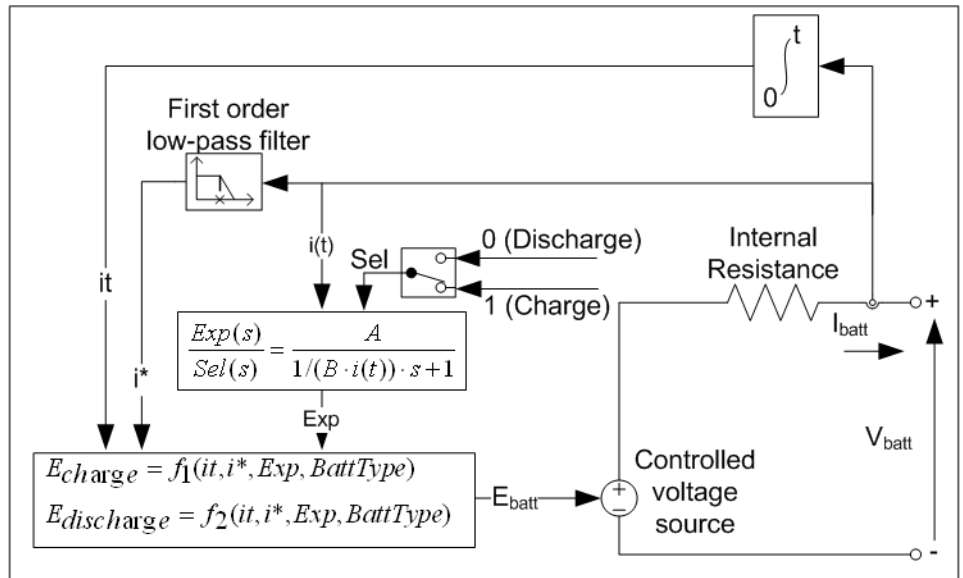 t
∫
0
First order
low-pass filter
i(t)
Sel
0 (Discharge)
1 (Charge)
Internal
Resistance
+
I_batt
it
i*
Exp(s)/Sel(s) = A/(1/(B·i(t))·s+1)
Exp
V_batt
E_charge = f_1(it,i*,Exp,BattType)
E_discharge = f_2(it,i*,Exp,BattType)
E_batt
+
−
Controlled
voltage
source
-